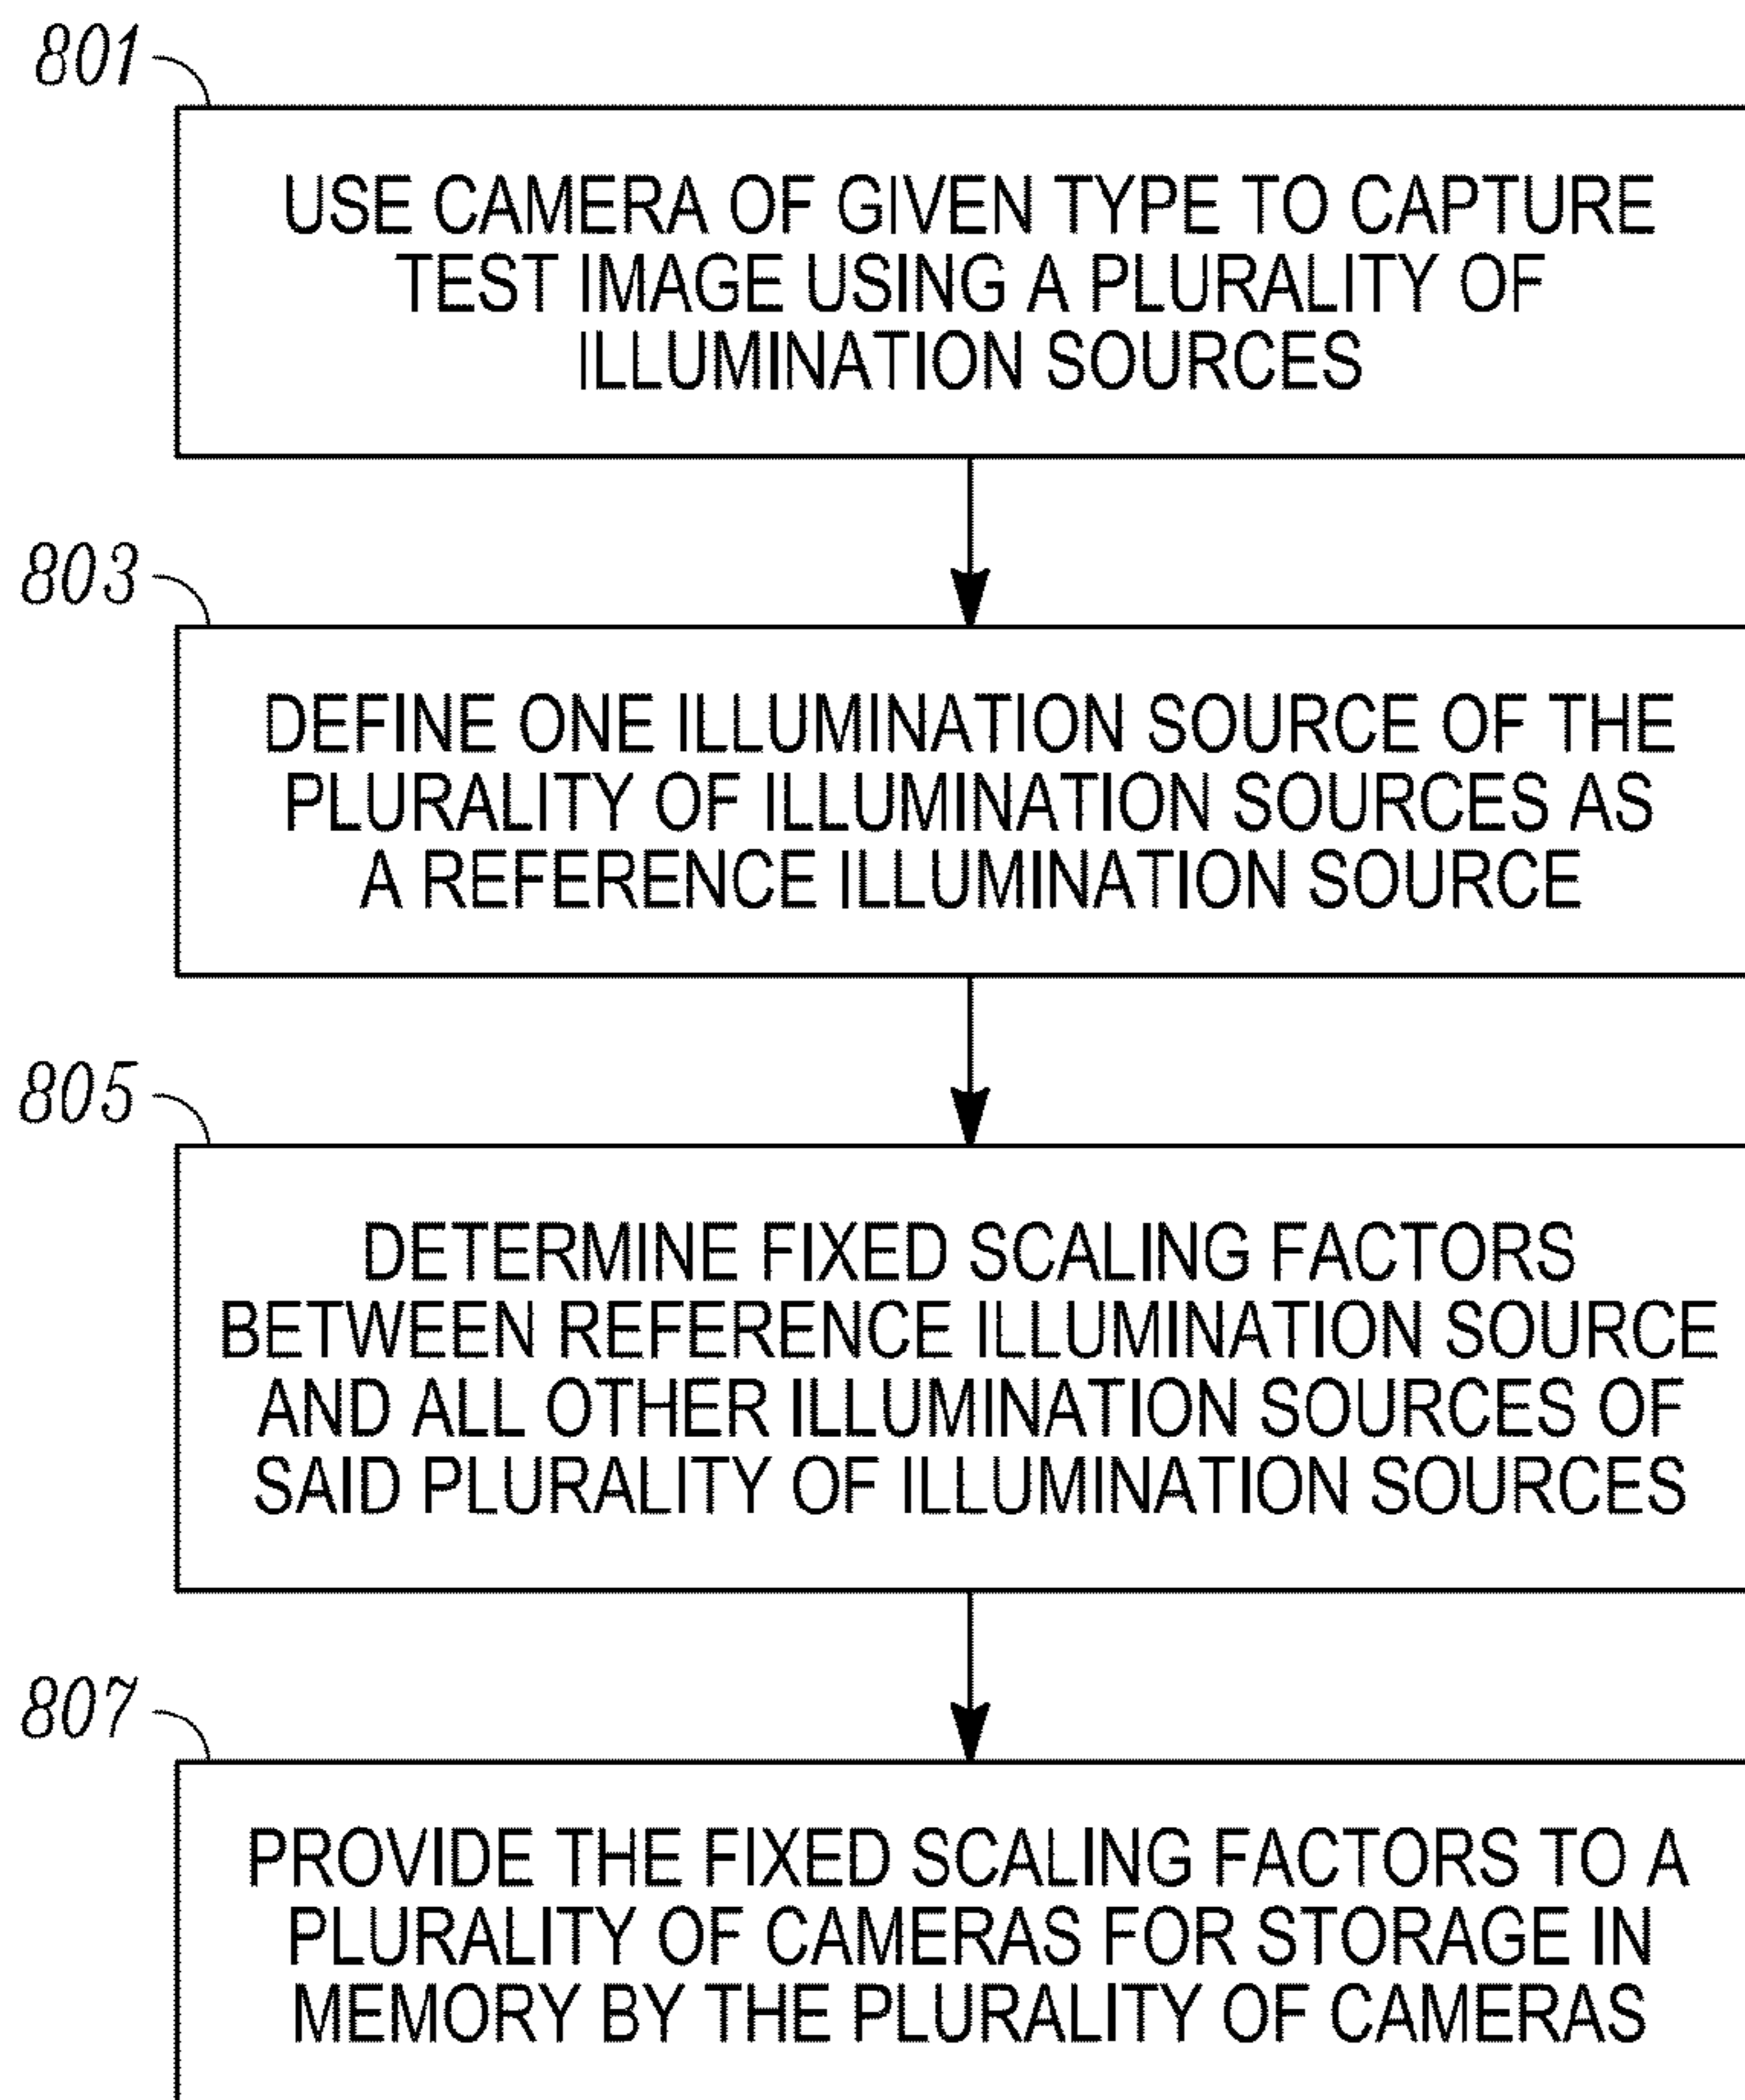 801
USE CAMERA OF GIVEN TYPE TO CAPTURE
TEST IMAGE USING A PLURALITY OF
ILLUMINATION SOURCES
803
DEFINE ONE ILLUMINATION SOURCE OF THE
PLURALITY OF ILLUMINATION SOURCES AS
A REFERENCE ILLUMINATION SOURCE
805
DETERMINE FIXED SCALING FACTORS
BETWEEN REFERENCE ILLUMINATION SOURCE
AND ALL OTHER ILLUMINATION SOURCES OF
SAID PLURALITY OF ILLUMINATION SOURCES
807
PROVIDE THE FIXED SCALING FACTORS TO A
PLURALITY OF CAMERAS FOR STORAGE IN
MEMORY BY THE PLURALITY OF CAMERAS